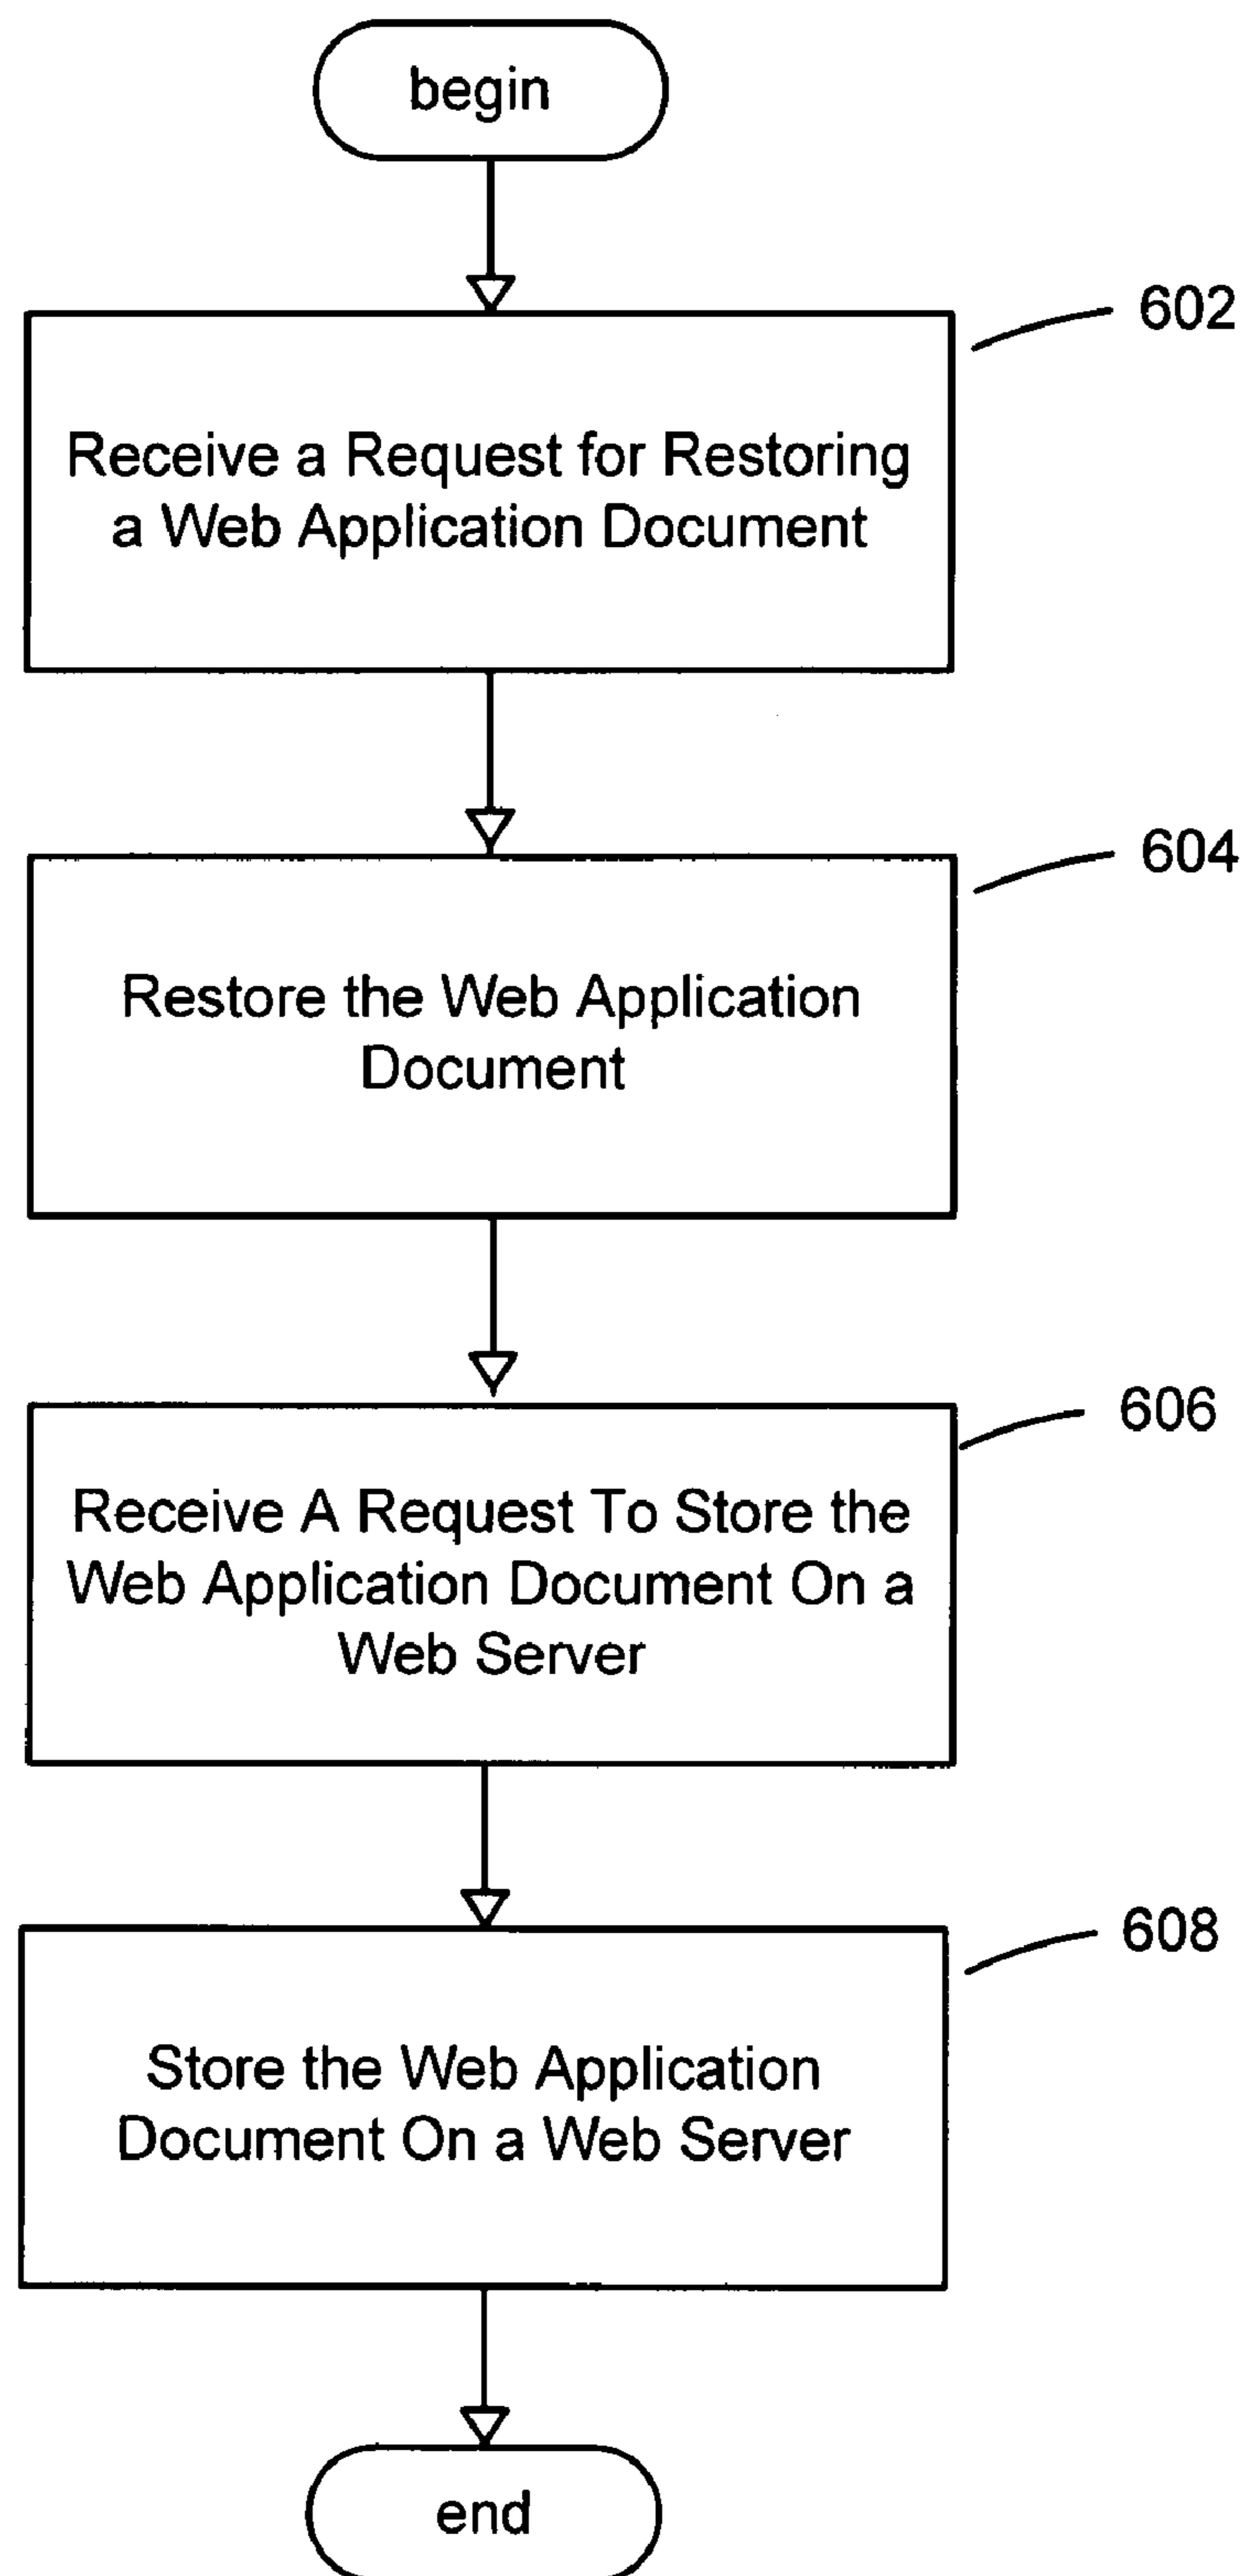 begin
602
Receive a Request for Restoring
a Web Application Document
604
Restore the Web Application
Document
606
Receive A Request To Store the
Web Application Document On a
Web Server
608
Store the Web Application
Document On a Web Server
end